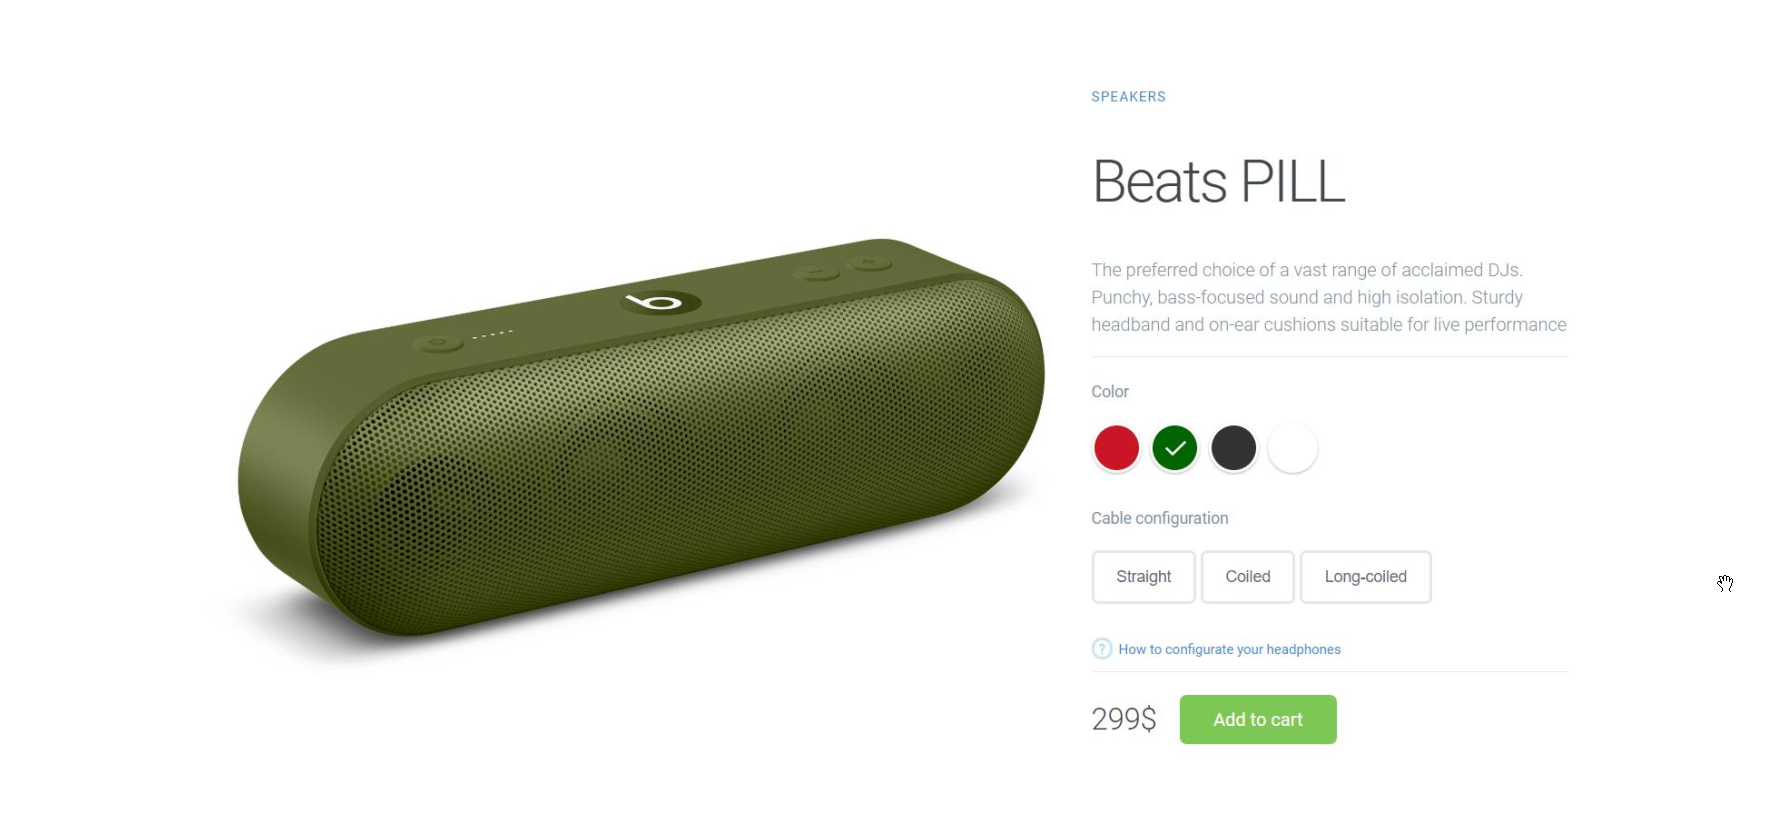 SPEAKERS
Beats PILL
The preferred choice of a vast range of acclaimed DJs.
Punchy, bass-focused sound and high isolation. Sturdy
headband and on-ear cushions suitable for live performance
Color
Cable configuration
Straight Coiled Long-coiled
? How to configurate your headphones
299$ Add to cart